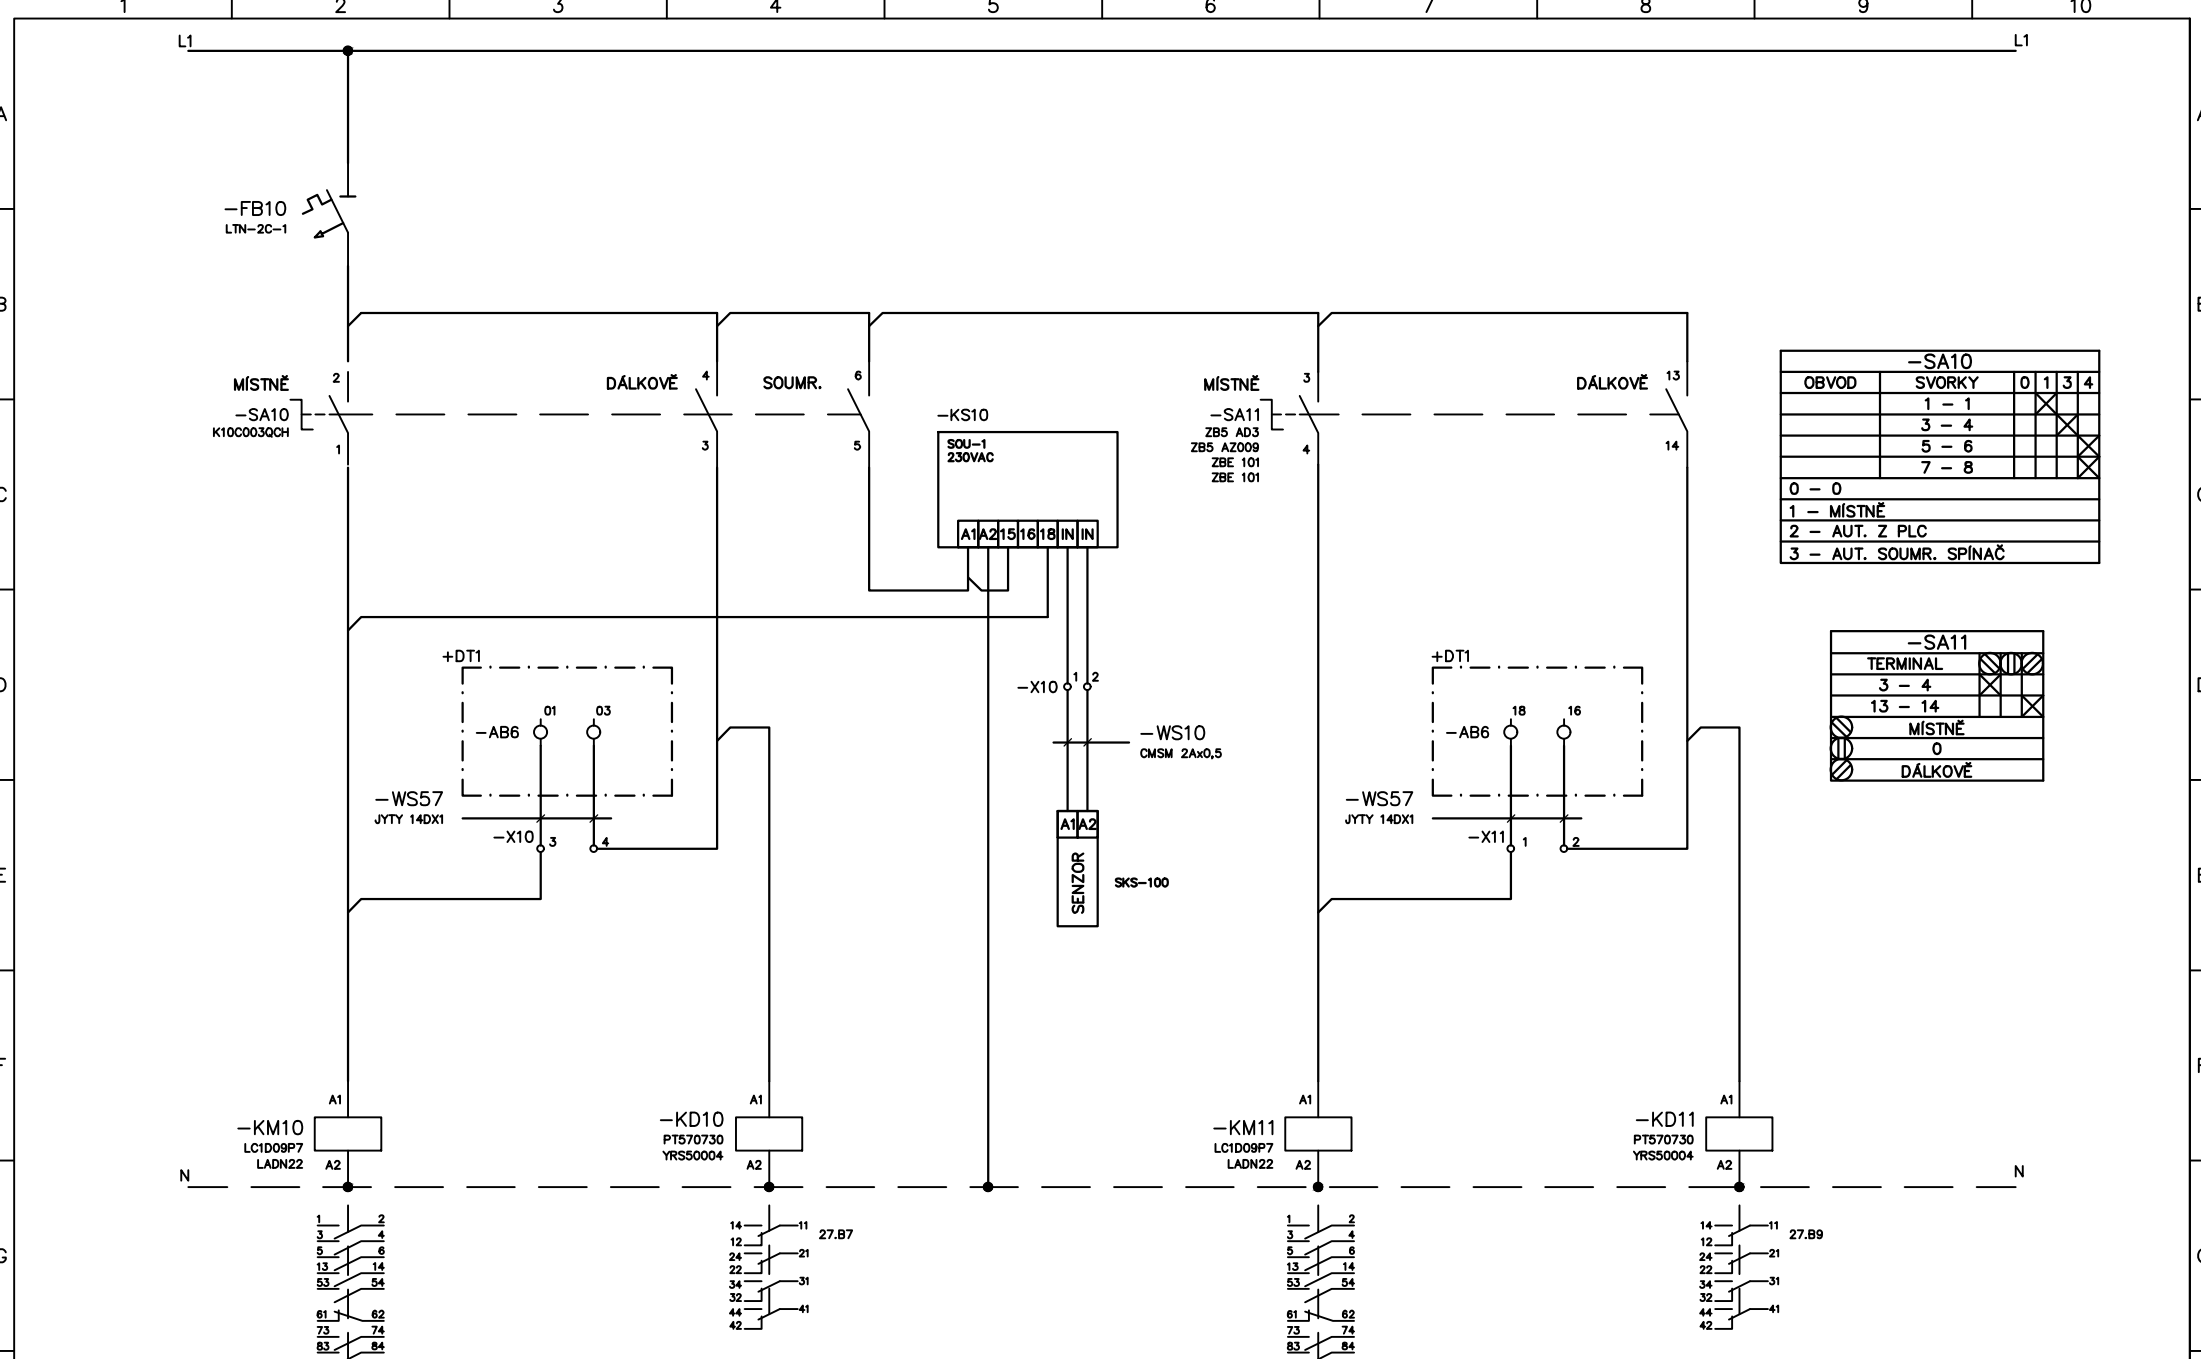 1 2 3 4 5 6 7 8 9 10
L1 L1
A A
-FB10
LTN-2C-1
B B
MÍSTNĚ 2
-SA10
K10C003QCH
1
DÁLKOVĚ 4
3
SOUMR. 6
5
-KS10
SOU-1
230VAC
A1 A2 15 16 18 IN IN
MÍSTNĚ 3
-SA11
ZB5 AD3
ZB5 AZ009
ZBE 101
ZBE 101
4
DÁLKOVĚ 13
14
-SA10
OBVOD SVORKY 0 1 3 4
1 - 1
3 - 4
5 - 6
7 - 8
0 - 0
1 - MÍSTNĚ
2 - AUT. Z PLC
3 - AUT. SOUMR. SPÍNAČ
C C
-SA11
TERMINAL
3 - 4
13 - 14
MÍSTNĚ
0
DÁLKOVĚ
D D
+DT1
01 03
-AB6
-WS57
JYTY 14DX1
-X10 3 4
-X10 1 2
-WS10
CMSM 2Ax0,5
A1 A2
SENZOR
SKS-100
+DT1
18 16
-AB6
-WS57
JYTY 14DX1
-X11 1 2
E E
F F
A1
-KM10
LC1D09P7
LADN22
A2
A1
-KD10
PT570730
YRS50004
A2
A1
-KM11
LC1D09P7
LADN22
A2
A1
-KD11
PT570730
YRS50004
A2
N N
G G
1 2
3 4
5 6
13 14
53 54
61 62
73 74
83 84
14 11
12
24 21
22
34 31
32
44 41
42
27.B7
1 2
3 4
5 6
13 14
53 54
61 62
73 74
83 84
14 11
12
24 21
22
34 31
32
44 41
42
27.B9